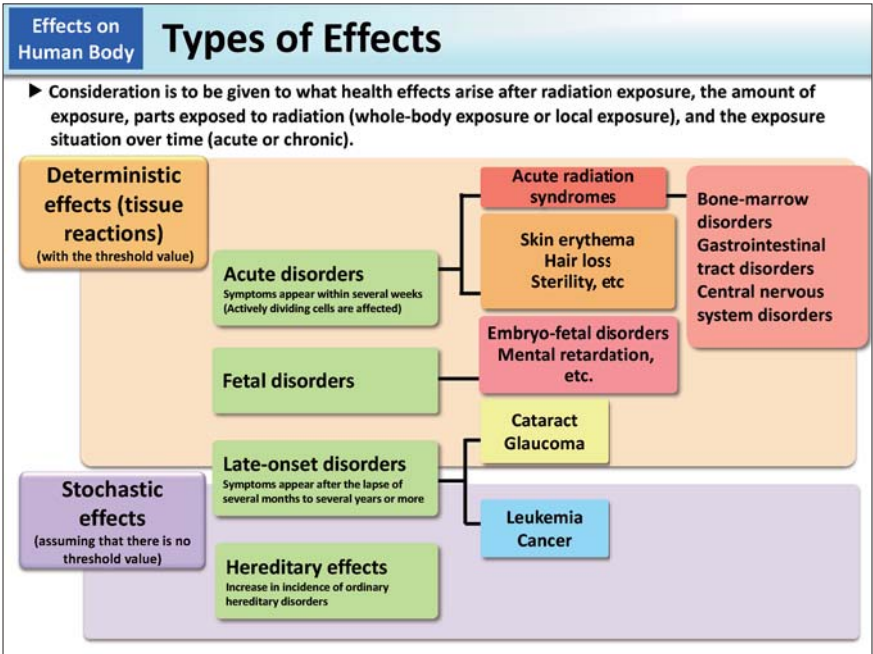 Effects on
Human Body
Types of Effects
▶ Consideration is to be given to what health effects arise after radiation exposure, the amount of
exposure, parts exposed to radiation (whole-body exposure or local exposure), and the exposure
situation over time (acute or chronic).
Deterministic
effects (tissue
reactions)
(with the threshold value)
Acute disorders
Symptoms appear within several weeks
(Actively dividing cells are affected)
Acute radiation
syndromes
Skin erythema
Hair loss
Sterility, etc
Bone-marrow
disorders
Gastrointestinal
tract disorders
Central nervous
system disorders
Fetal disorders
Embryo-fetal disorders
Mental retardation,
etc.
Late-onset disorders
Symptoms appear after the lapse of
several months to several years or more
Cataract
Glaucoma
Stochastic
effects
(assuming that there is no
threshold value)
Leukemia
Cancer
Hereditary effects
Increase in incidence of ordinary
hereditary disorders